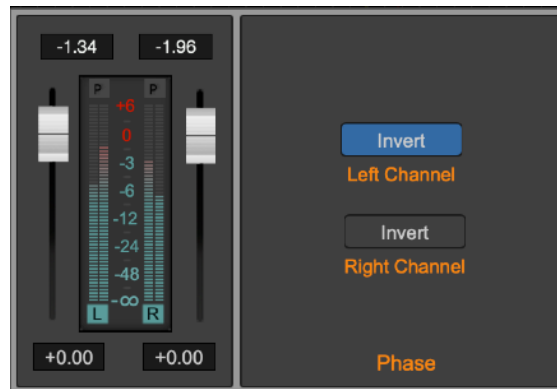 -1.34 -1.96
P P
+6
0
-3
-6
-12
-24
-48
-∞
L R
+0.00 +0.00
Invert
Left Channel
Invert
Right Channel
Phase